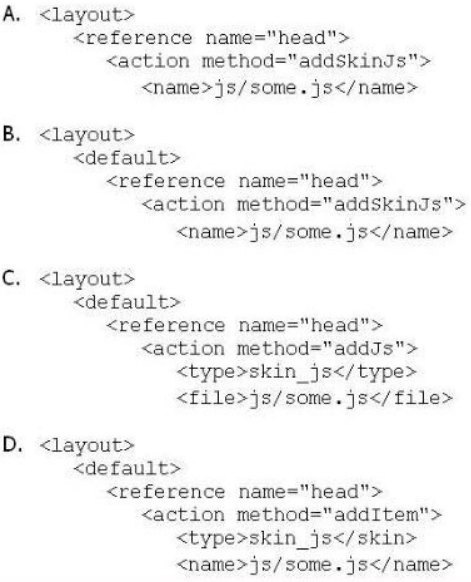 A. <layout>
<reference name="head">
<action method="addSkinJs">
<name>js/some.js</name>
B. <layout>
<default>
<reference name="head">
<action method="addSkinJs">
<name>js/some.js</name>
C. <layout>
<default>
<reference name="head">
<action method="addJs">
<type>skin_js</type>
<file>js/some.js</file>
D. <layout>
<default>
<reference name="head">
<action method="addItem">
<type>skin_js</skin>
<name>js/some.js</name>